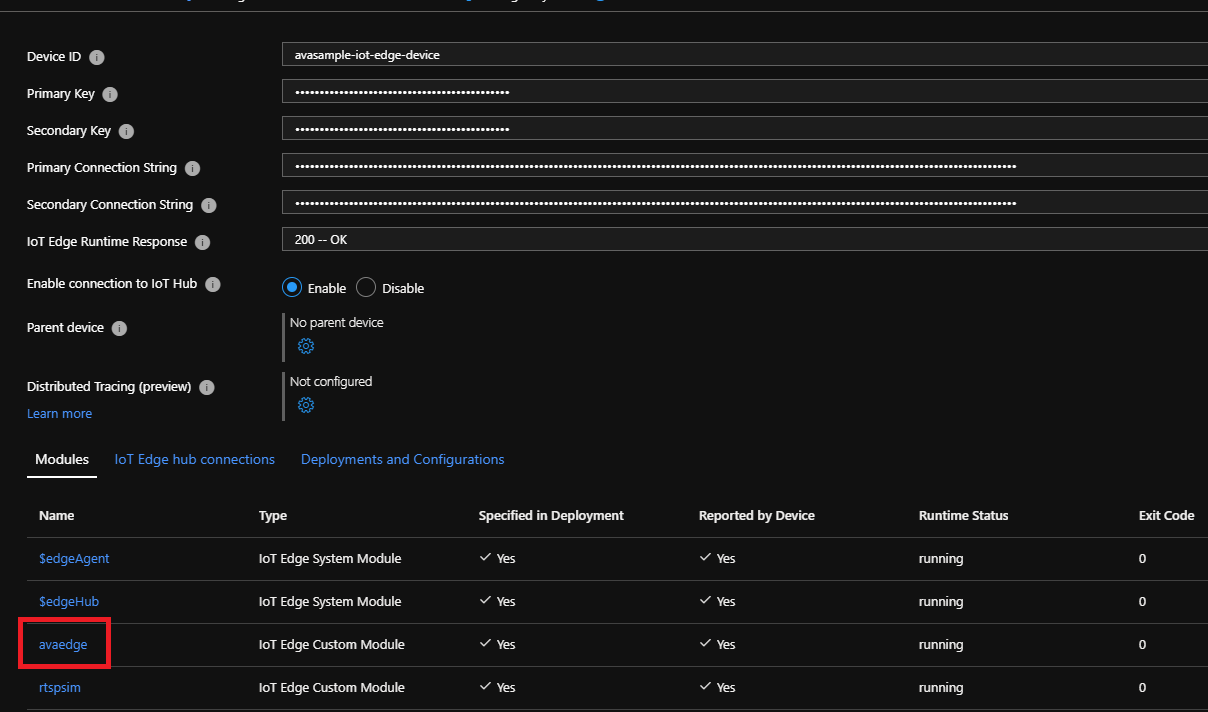 Device ID avasample-iot-edge-device
Primary Key ••••••••••••••••••••••••••••••••••••••••••••
Secondary Key ••••••••••••••••••••••••••••••••••••••••••••
Primary Connection String
Secondary Connection String
IoT Edge Runtime Response 200 -- OK
Enable connection to IoT Hub Enable Disable
Parent device No parent device
Distributed Tracing (preview) Not configured
Learn more
Modules IoT Edge hub connections Deployments and Configurations
Name Type Specified in Deployment Reported by Device Runtime Status Exit Code
$edgeAgent IoT Edge System Module Yes Yes running 0
$edgeHub IoT Edge System Module Yes Yes running 0
avaedge IoT Edge Custom Module Yes Yes running 0
rtspsim IoT Edge Custom Module Yes Yes running 0